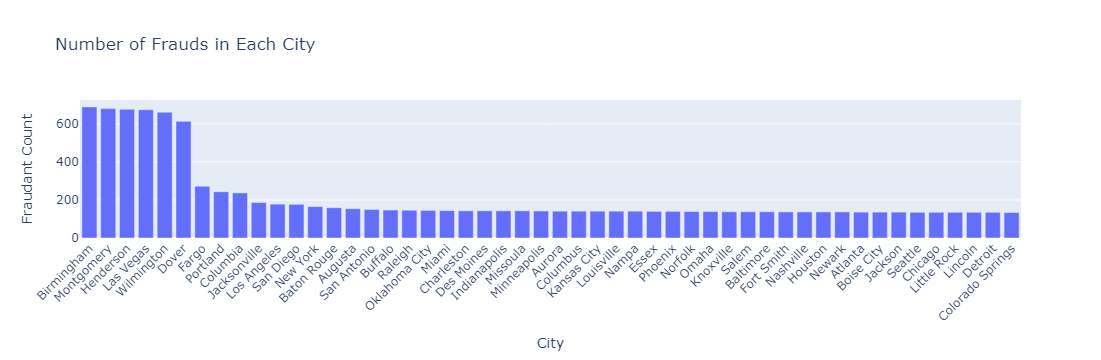 Number of Frauds in Each City
Fraudant Count
600
400
200
0
Birmingham
Montgomery
Henderson
Las Vegas
Wilmington
Dover
Fargo
Portland
Columbia
Jacksonville
Los Angeles
San Diego
New York
Baton Rouge
Augusta
San Antonio
Buffalo
Raleigh
Oklahoma City
Miami
Charleston
Des Moines
Indianapolis
Missoula
Minneapolis
Aurora
Columbus
Kansas City
Louisville
Nampa
Essex
Phoenix
Norfolk
Omaha
Knoxville
Salem
Baltimore
Fort Smith
Nashville
Houston
Newark
Atlanta
Boise City
Jackson
Seattle
Chicago
Little Rock
Lincoln
Detroit
Colorado Springs
City